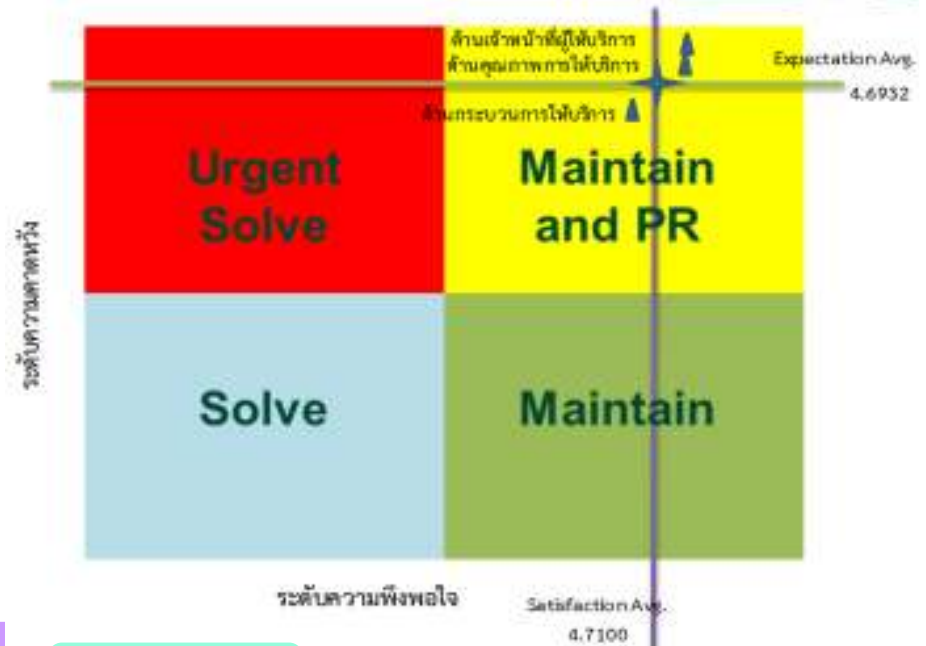 ด้านเจ้าหน้าที่ผู้ให้บริการ
ด้านคุณภาพการให้บริการ
Expectation Avg.
4.6932
ด้านกระบวนการให้บริการ
Urgent
Solve
Maintain
and PR
ระดับความคาดหวัง
Solve
Maintain
ระดับความพึงพอใจ
Satisfaction Avg.
4.7100